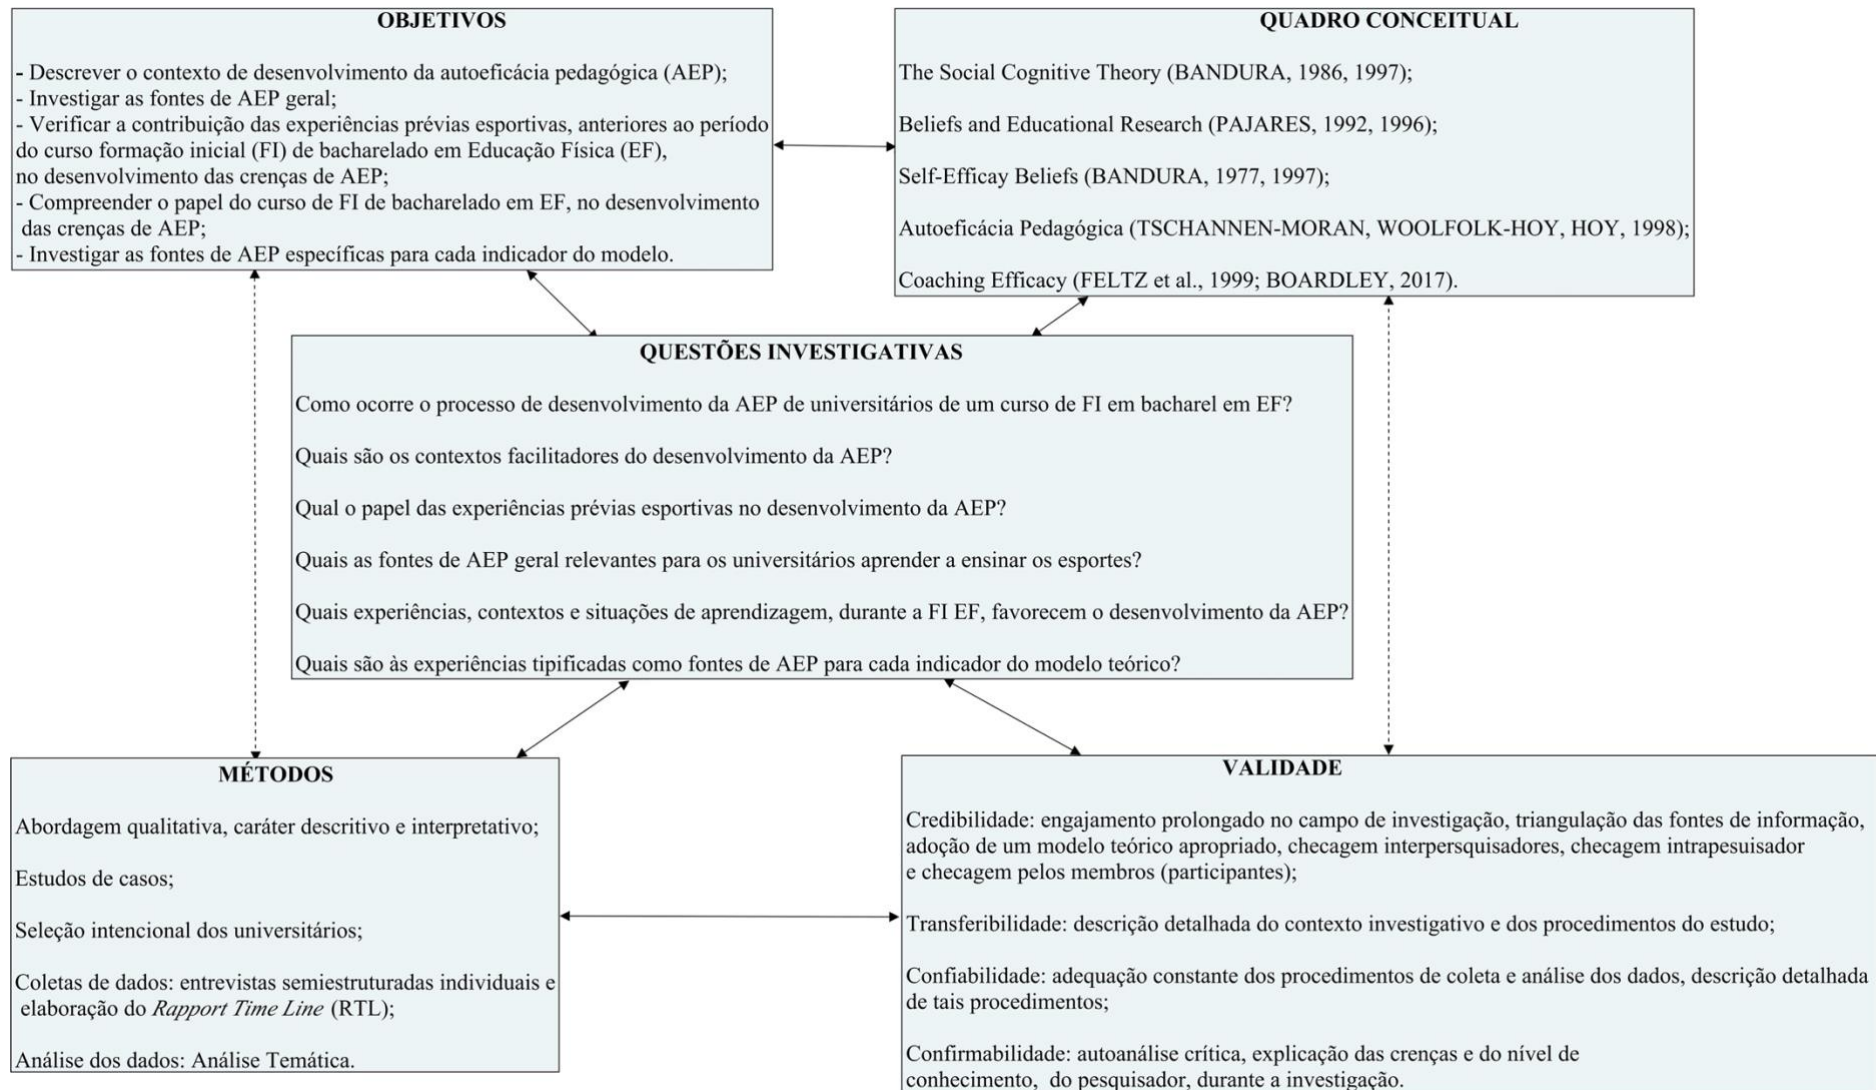 OBJETIVOS
- Descrever o contexto de desenvolvimento da autoeficácia pedagógica (AEP);
- Investigar as fontes de AEP geral;
- Verificar a contribuição das experiências prévias esportivas, anteriores ao período
do curso formação inicial (FI) de bacharelado em Educação Física (EF),
no desenvolvimento das crenças de AEP;
- Compreender o papel do curso de FI de bacharelado em EF, no desenvolvimento
das crenças de AEP;
- Investigar as fontes de AEP específicas para cada indicador do modelo.
QUADRO CONCEITUAL
The Social Cognitive Theory (BANDURA, 1986, 1997);
Beliefs and Educational Research (PAJARES, 1992, 1996);
Self-Efficay Beliefs (BANDURA, 1977, 1997);
Autoeficácia Pedagógica (TSCHANNEN-MORAN, WOOLFOLK-HOY, HOY, 1998);
Coaching Efficacy (FELTZ et al., 1999; BOARDLEY, 2017).
QUESTÕES INVESTIGATIVAS
Como ocorre o processo de desenvolvimento da AEP de universitários de um curso de FI em bacharel em EF?
Quais são os contextos facilitadores do desenvolvimento da AEP?
Qual o papel das experiências prévias esportivas no desenvolvimento da AEP?
Quais as fontes de AEP geral relevantes para os universitários aprender a ensinar os esportes?
Quais experiências, contextos e situações de aprendizagem, durante a FI EF, favorecem o desenvolvimento da AEP?
Quais são às experiências tipificadas como fontes de AEP para cada indicador do modelo teórico?
MÉTODOS
Abordagem qualitativa, caráter descritivo e interpretativo;
Estudos de casos;
Seleção intencional dos universitários;
Coletas de dados: entrevistas semiestruturadas individuais e
elaboração do Rapport Time Line (RTL);
Análise dos dados: Análise Temática.
VALIDADE
Credibilidade: engajamento prolongado no campo de investigação, triangulação das fontes de informação,
adoção de um modelo teórico apropriado, checagem interpersquisadores, checagem intrapesuisador
e checagem pelos membros (participantes);
Transferibilidade: descrição detalhada do contexto investigativo e dos procedimentos do estudo;
Confiabilidade: adequação constante dos procedimentos de coleta e análise dos dados, descrição detalhada
de tais procedimentos;
Confirmabilidade: autoanálise crítica, explicação das crenças e do nível de
conhecimento, do pesquisador, durante a investigação.